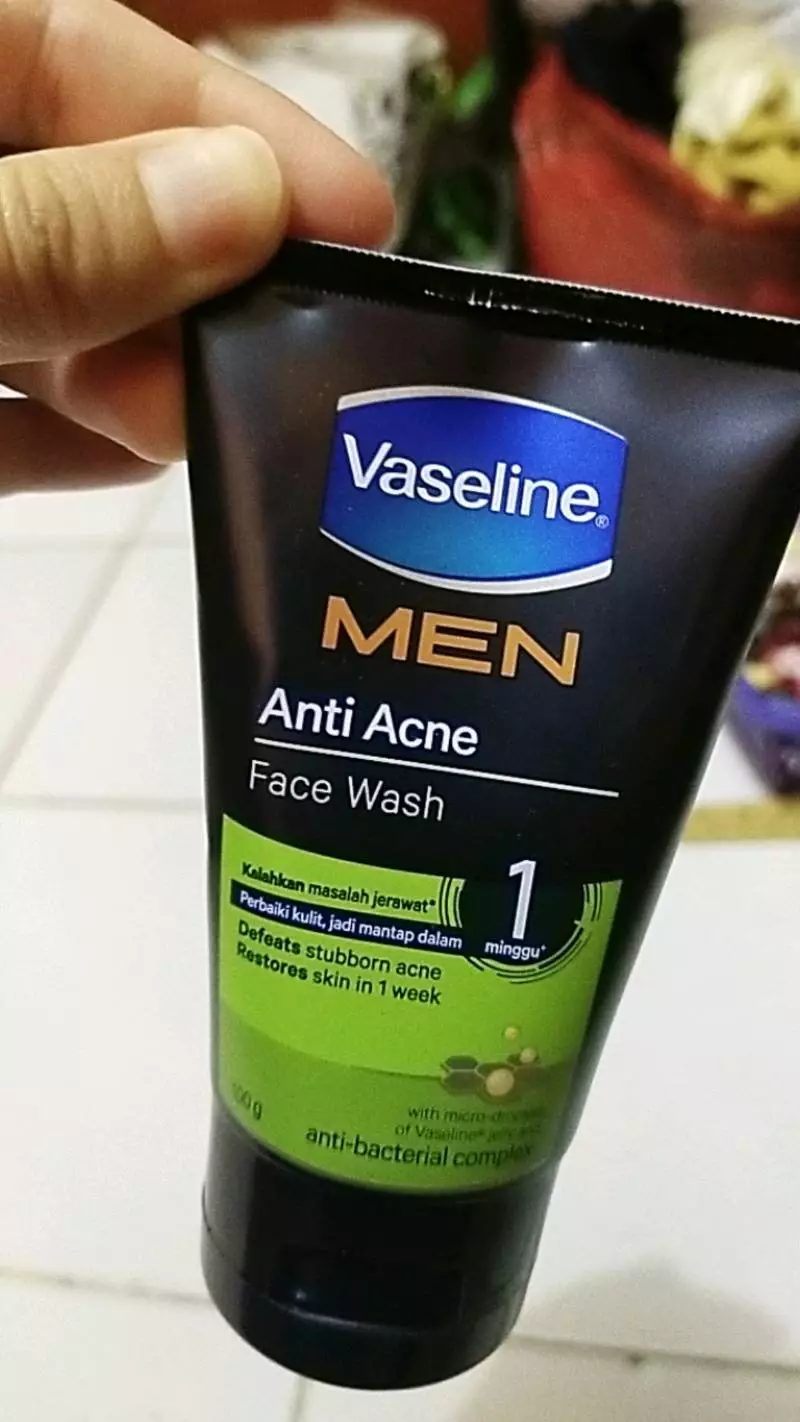 Vaseline®
MEN
Anti Acne
Face Wash
Kalahkan masalah jerawat*
Perbaiki kulit, jadi mantap dalam
1
minggu+
Defeats stubborn acne
Restores skin in 1 week
100g
with micro-droplets
of Vaseline® jelly and
anti-bacterial complex